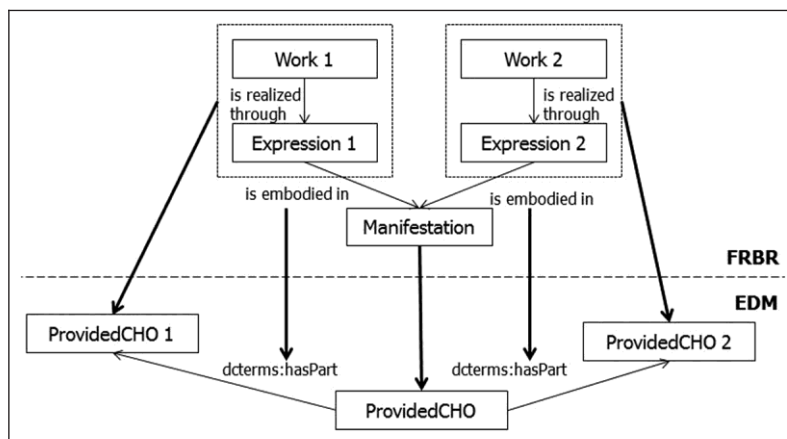 Work 1
Work 2
is realized
through
is realized
through
Expression 1
Expression 2
is embodied in
is embodied in
Manifestation
FRBR
EDM
ProvidedCHO 1
ProvidedCHO 2
dcterms:hasPart
dcterms:hasPart
ProvidedCHO